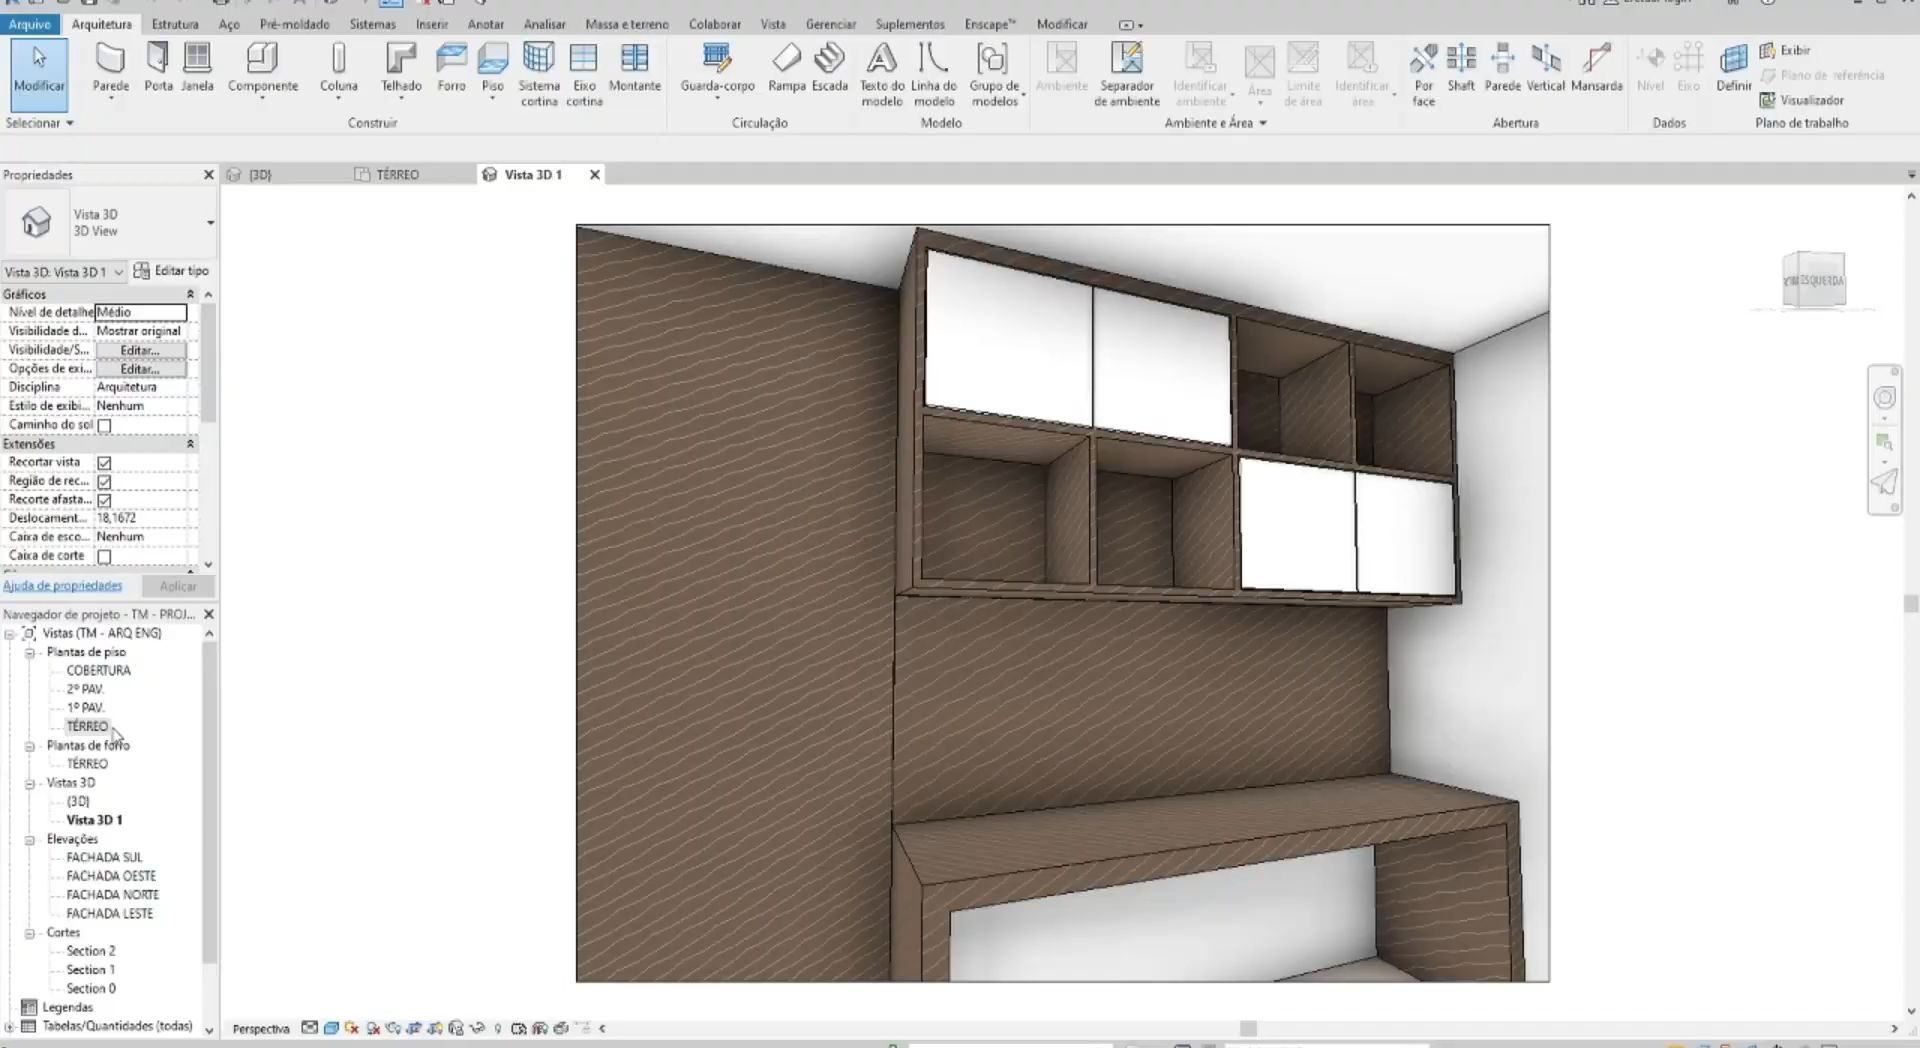 Arquivo Arquitetura Estrutura Aço Pré-moldado Sistemas Inserir Anotar Analisar Massa e terreno Colaborar Vista Gerenciar Suplementos Enscape™ Modificar
Modificar Parede Porta Janela Componente Coluna Telhado Forro Piso Sistema cortina Eixo cortina Montante Guarda-corpo Rampa Escada Texto do modelo Linha do modelo Grupo de modelos Ambiente Separador de ambiente Identificar ambiente Área Limite de área Identificar área Por face Shaft Parede Vertical Mansarda Nível Eixo Definir
Exibir
Plano de referência
Visualizador
Selecionar Construir Circulação Modelo Ambiente e Área Abertura Dados Plano de trabalho
Propriedades
{3D} TÉRREO Vista 3D 1
Vista 3D
3D View
Vista 3D: Vista 3D 1 Editar tipo
Gráficos
Nível de detalhe Médio
Visibilidade d... Mostrar original
Visibilidade/S... Editar...
Opções de exi... Editar...
Disciplina Arquitetura
Estilo de exibi... Nenhum
Caminho do sol
Extensões
Recortar vista
Região de rec...
Recorte afasta...
Deslocament... 18,1672
Caixa de esco... Nenhum
Caixa de corte
Ajuda de propriedades Aplicar
Navegador de projeto - TM - PROJ...
Vistas (TM - ARQ ENG)
Plantas de piso
COBERTURA
2º PAV.
1º PAV.
TÉRREO
Plantas de forro
TÉRREO
Vistas 3D
{3D}
Vista 3D 1
Elevações
FACHADA SUL
FACHADA OESTE
FACHADA NORTE
FACHADA LESTE
Cortes
Section 2
Section 1
Section 0
Legendas
Tabelas/Quantidades (todas)
ESQUERDA
Perspectiva